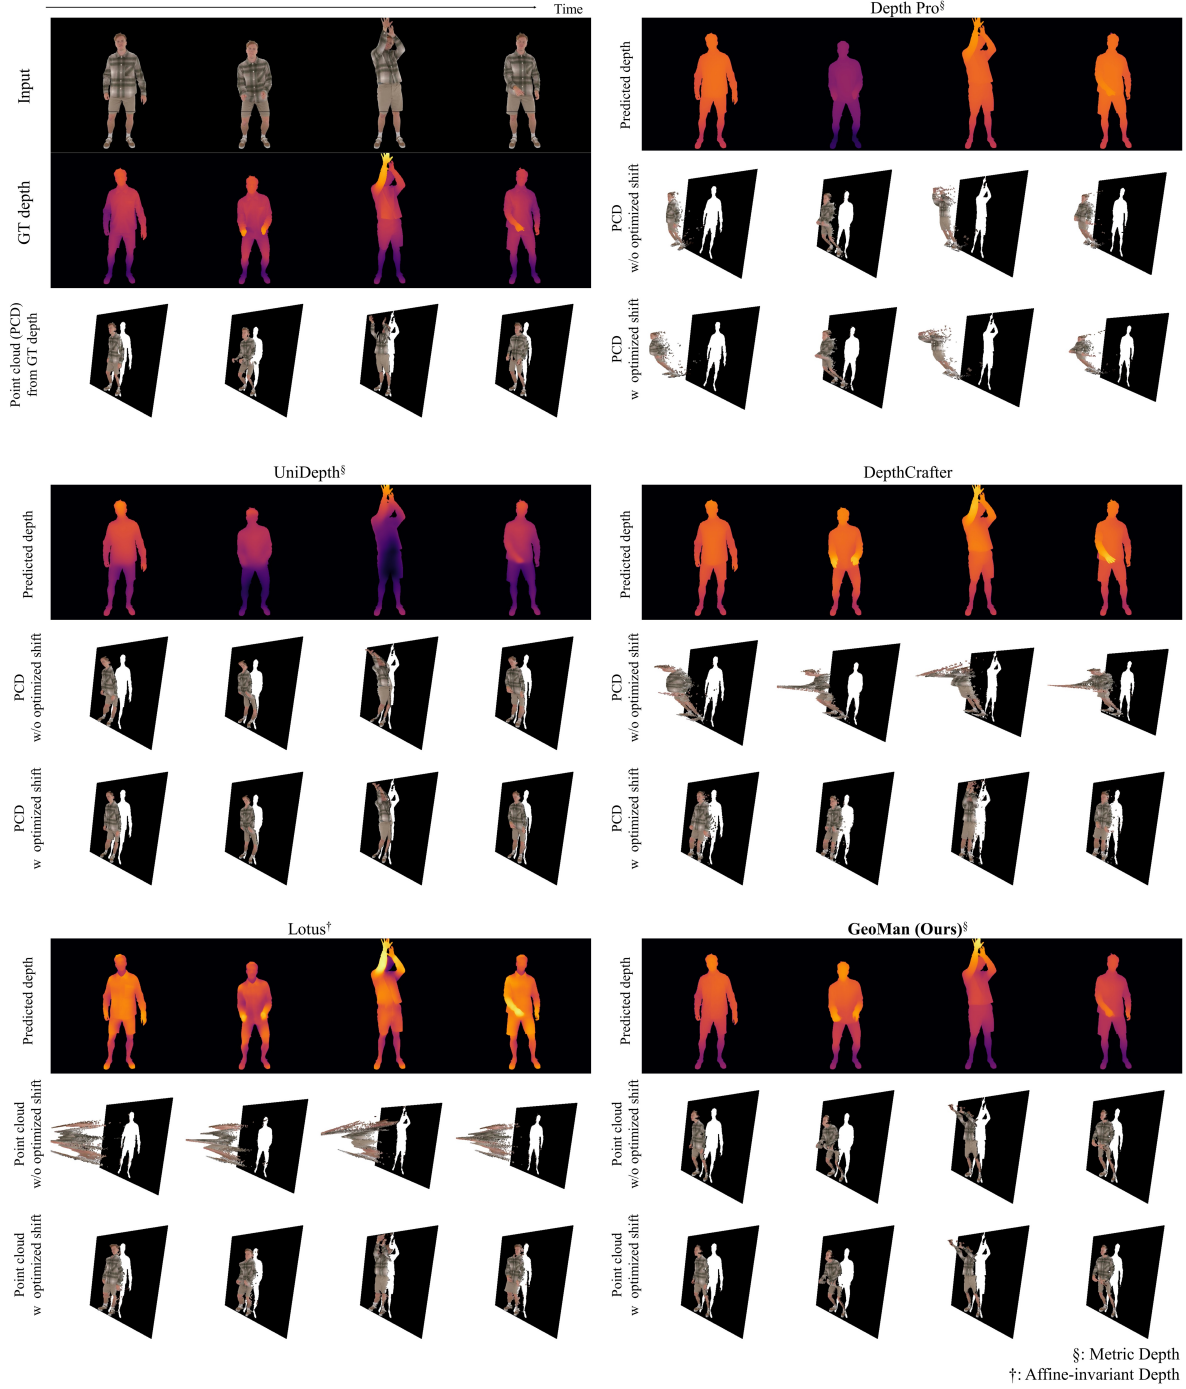 Time
Input
GT depth
Point cloud (PCD)
from GT depth
Depth Pro§
Predicted depth
PCD
w/o optimized shift
PCD
w optimized shift
UniDepth§
Predicted depth
PCD
w/o optimized shift
PCD
w optimized shift
DepthCrafter
Predicted depth
PCD
w/o optimized shift
PCD
w optimized shift
Lotus†
Predicted depth
Point cloud
w/o optimized shift
Point cloud
w optimized shift
GeoMan (Ours)§
Predicted depth
Point cloud
w/o optimized shift
Point cloud
w optimized shift
§: Metric Depth
†: Affine-invariant Depth